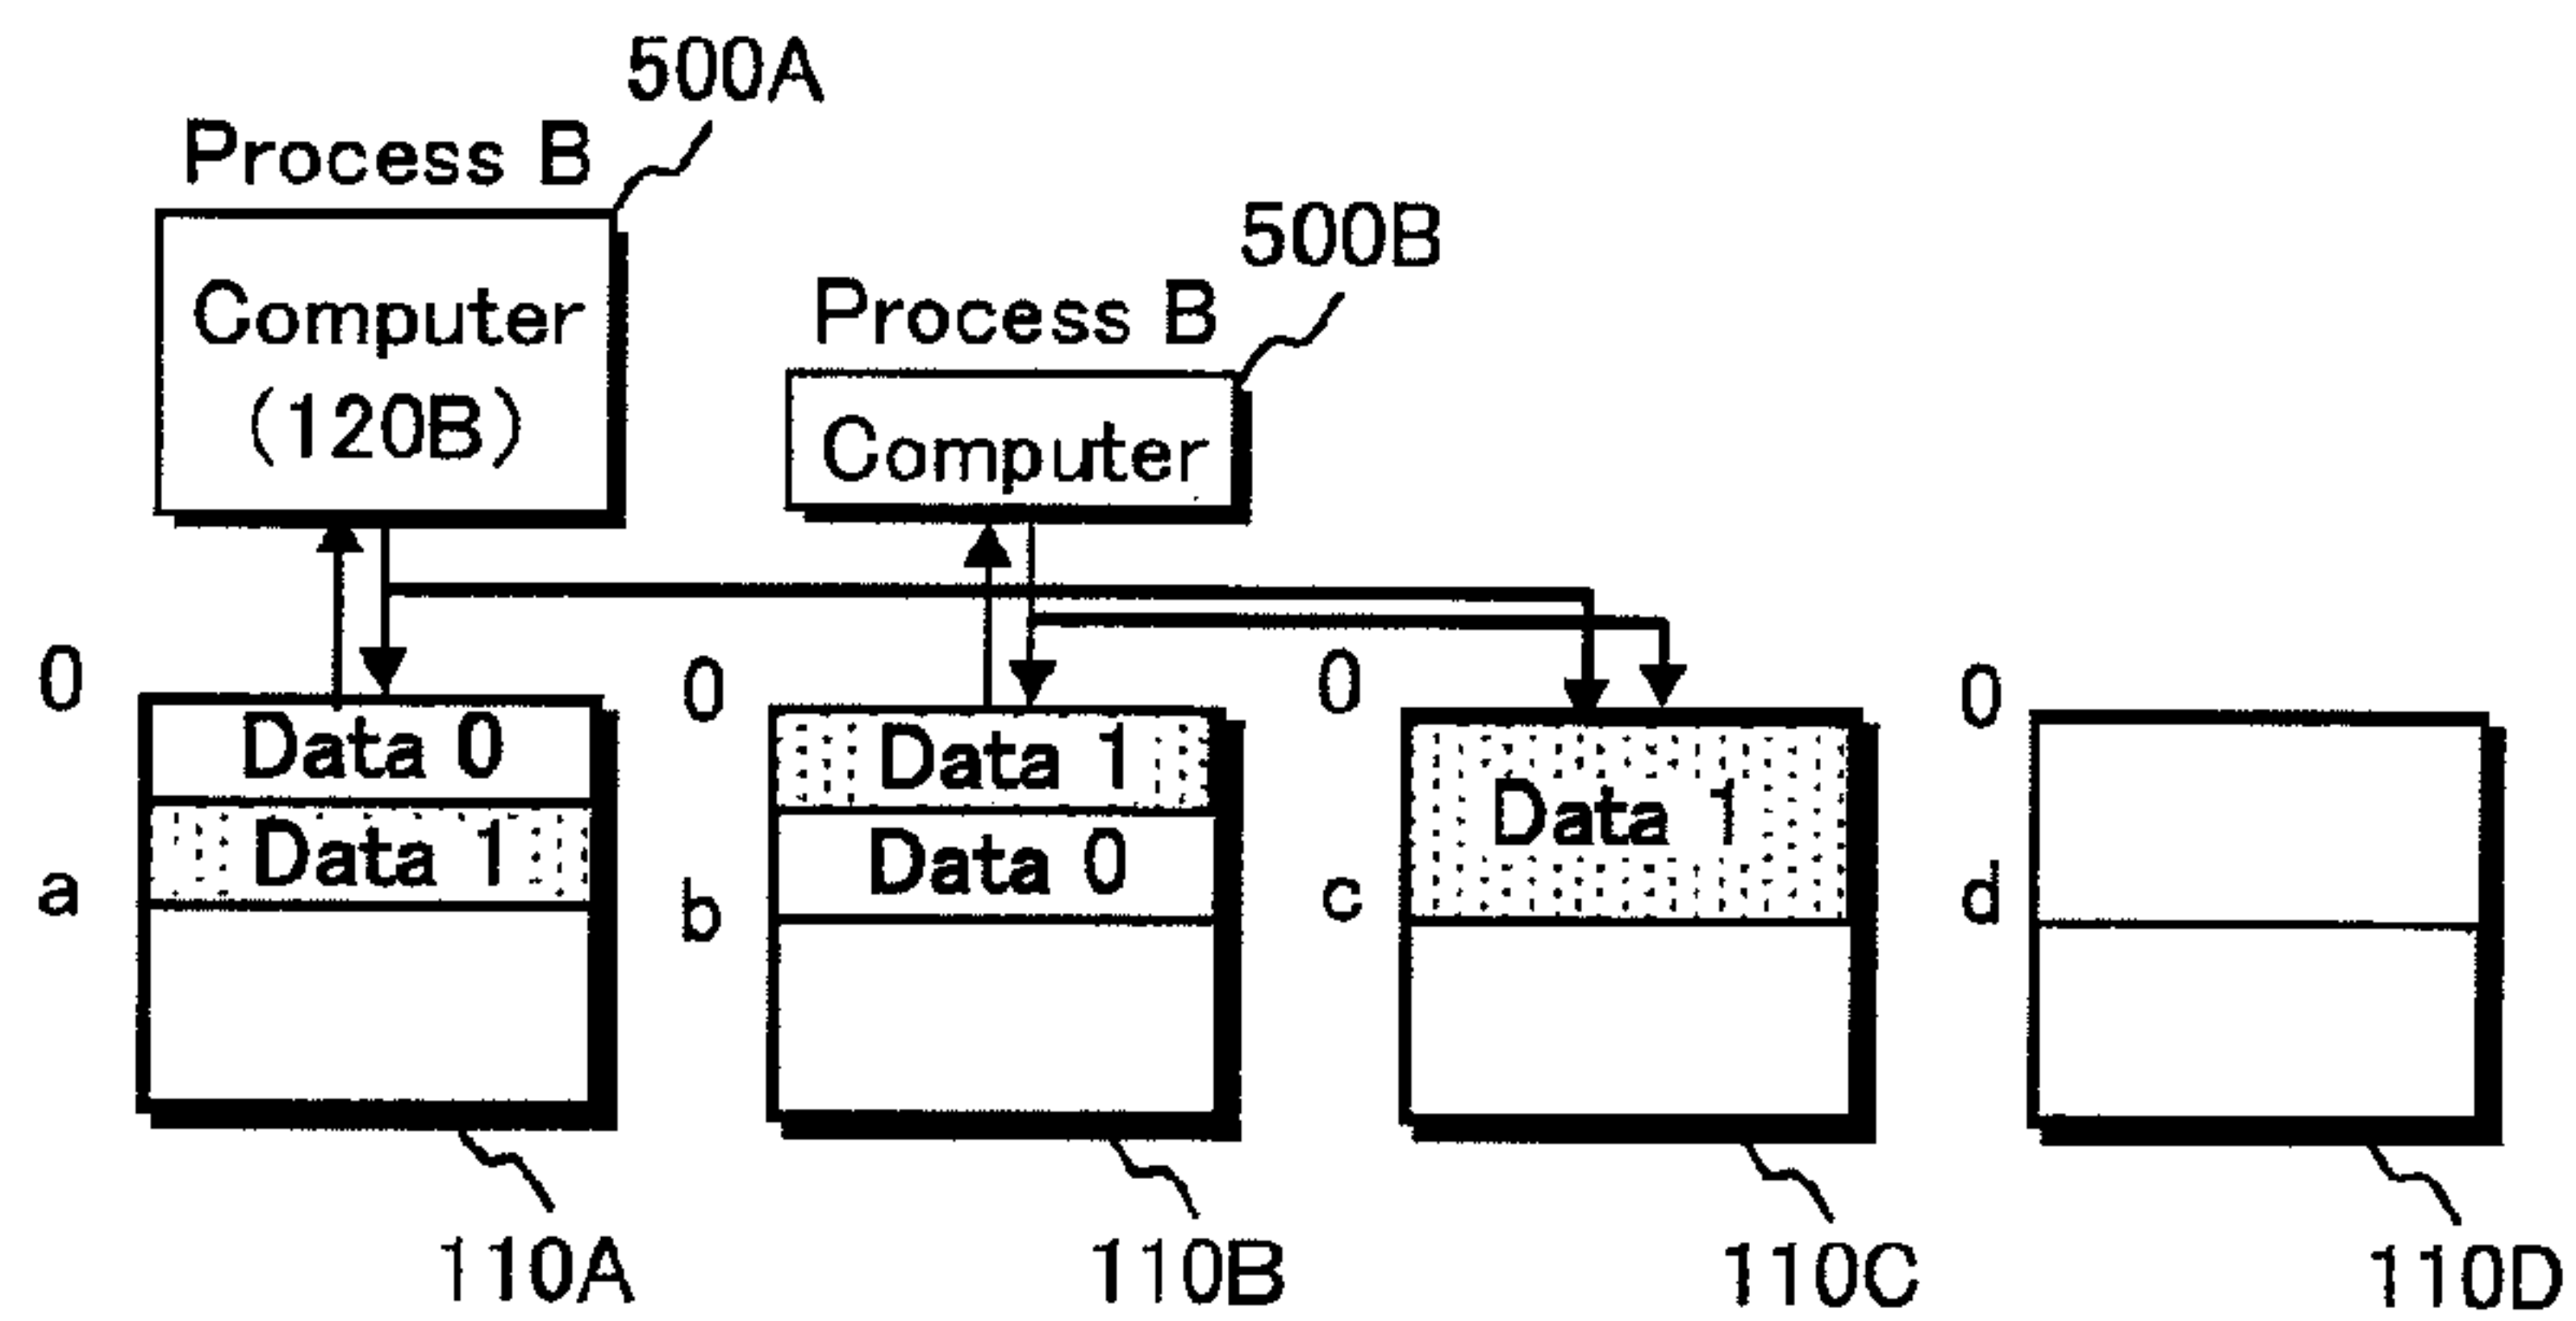 500A
Process B
Computer
(120B)
500B
Process B
Computer
0
Data 0
Data 1
a
0
Data 1
Data 0
b
0
Data 1
c
0
d
110A
110B
110C
110D